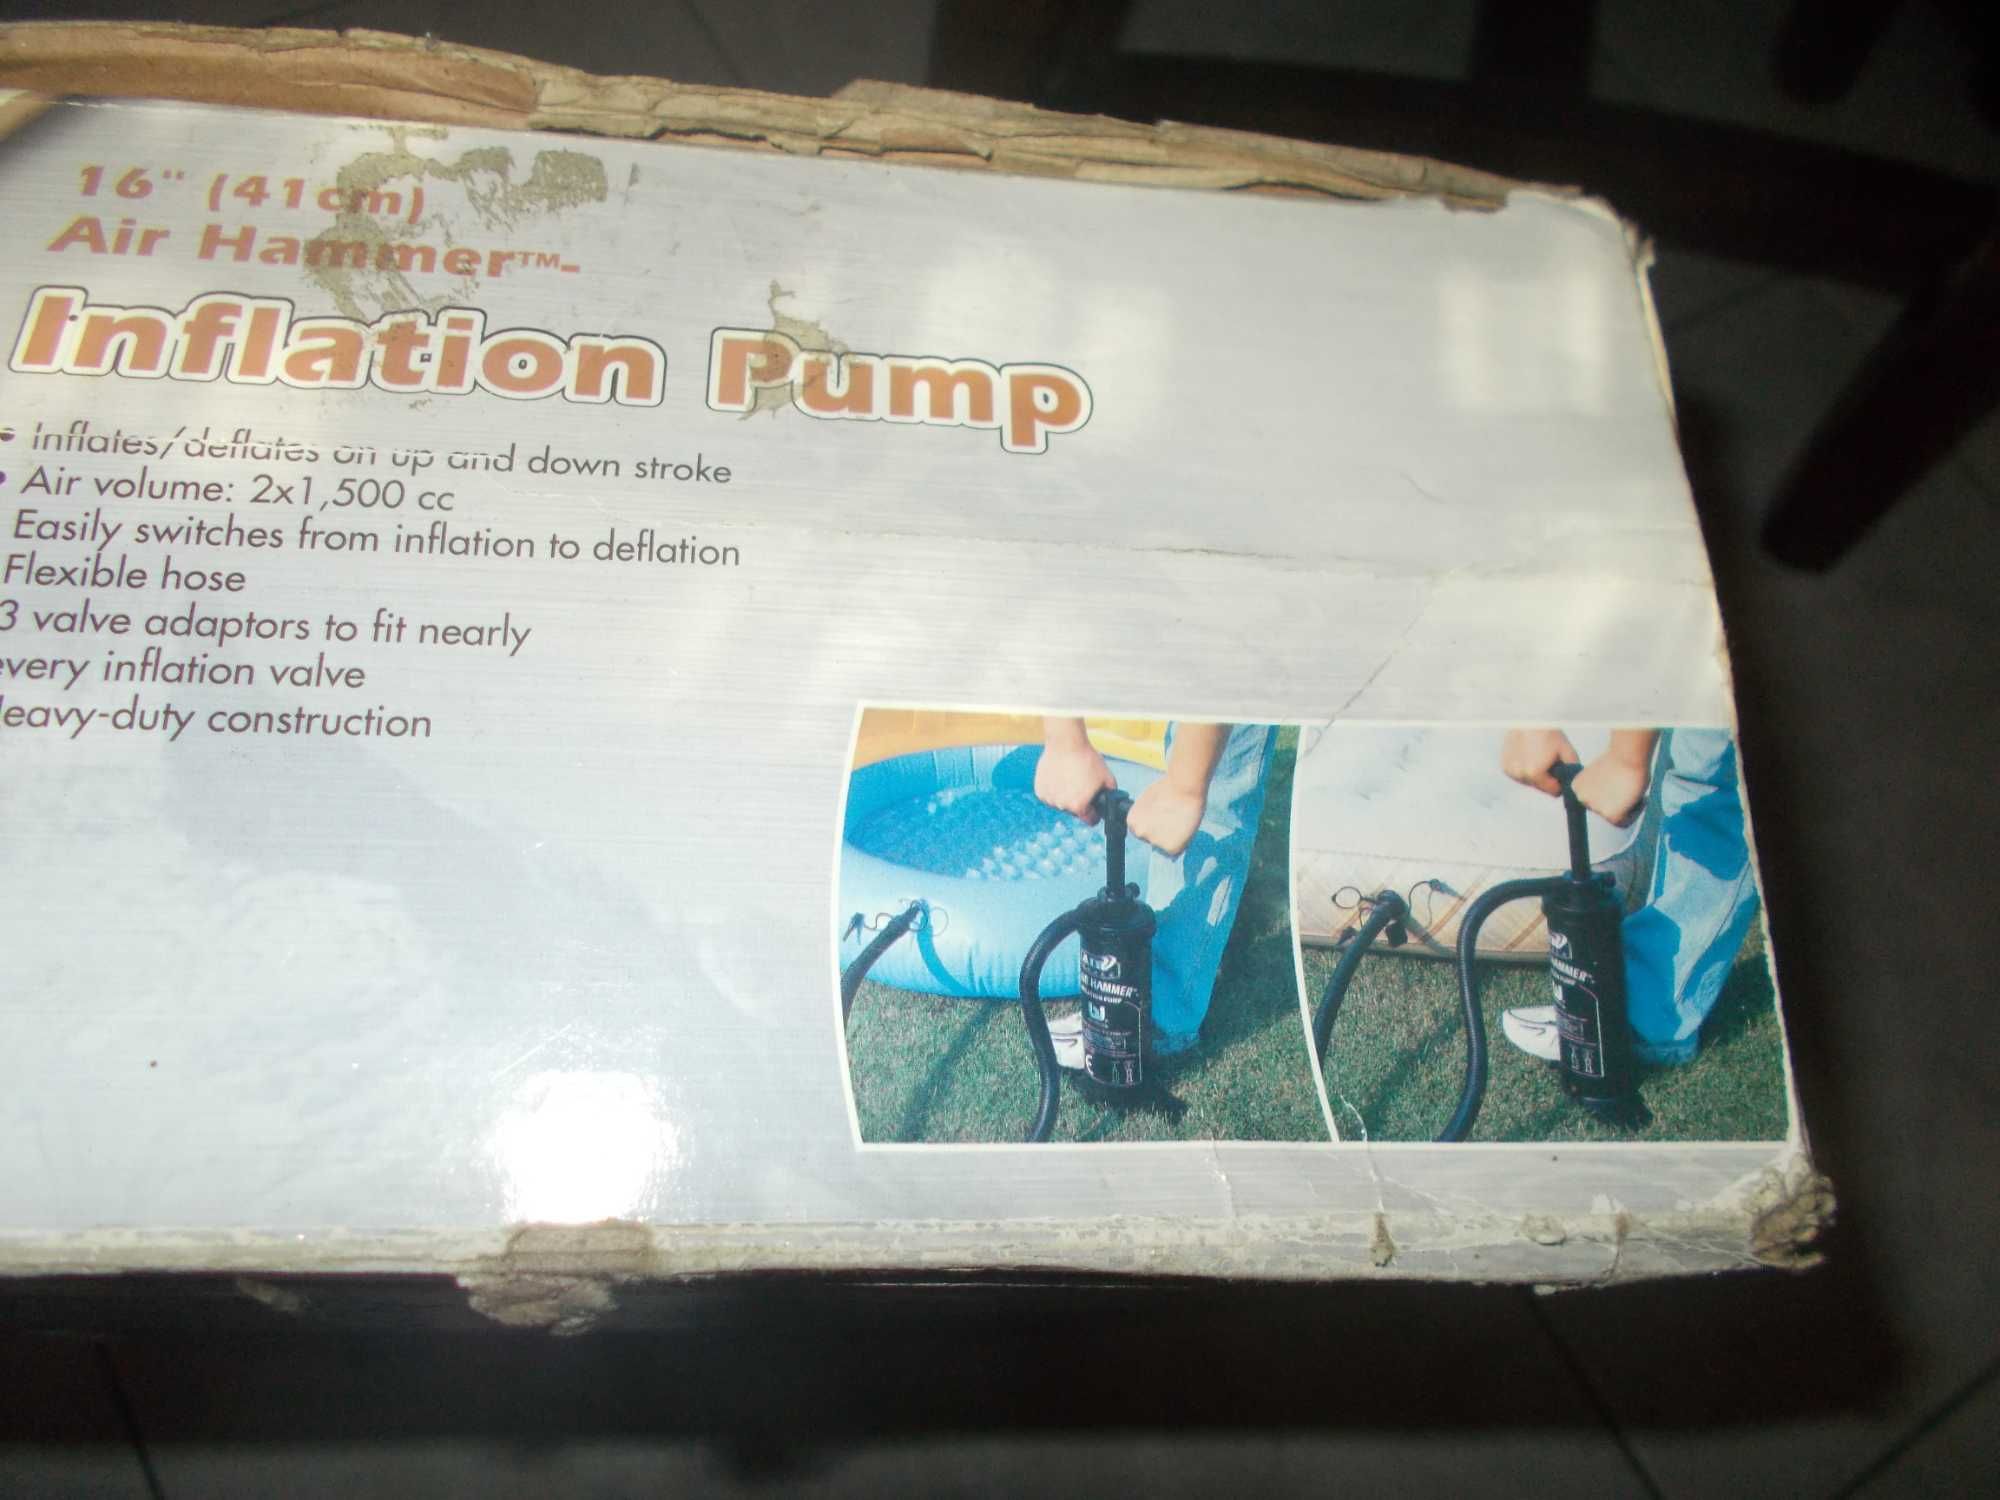 16" (41cm)
Air Hammer™-
Inflation Pump
• Inflates/deflates on up and down stroke
• Air volume: 2x1,500 cc
Easily switches from inflation to deflation
Flexible hose
3 valve adaptors to fit nearly
every inflation valve
Heavy-duty construction
HAMMER
HAMMER